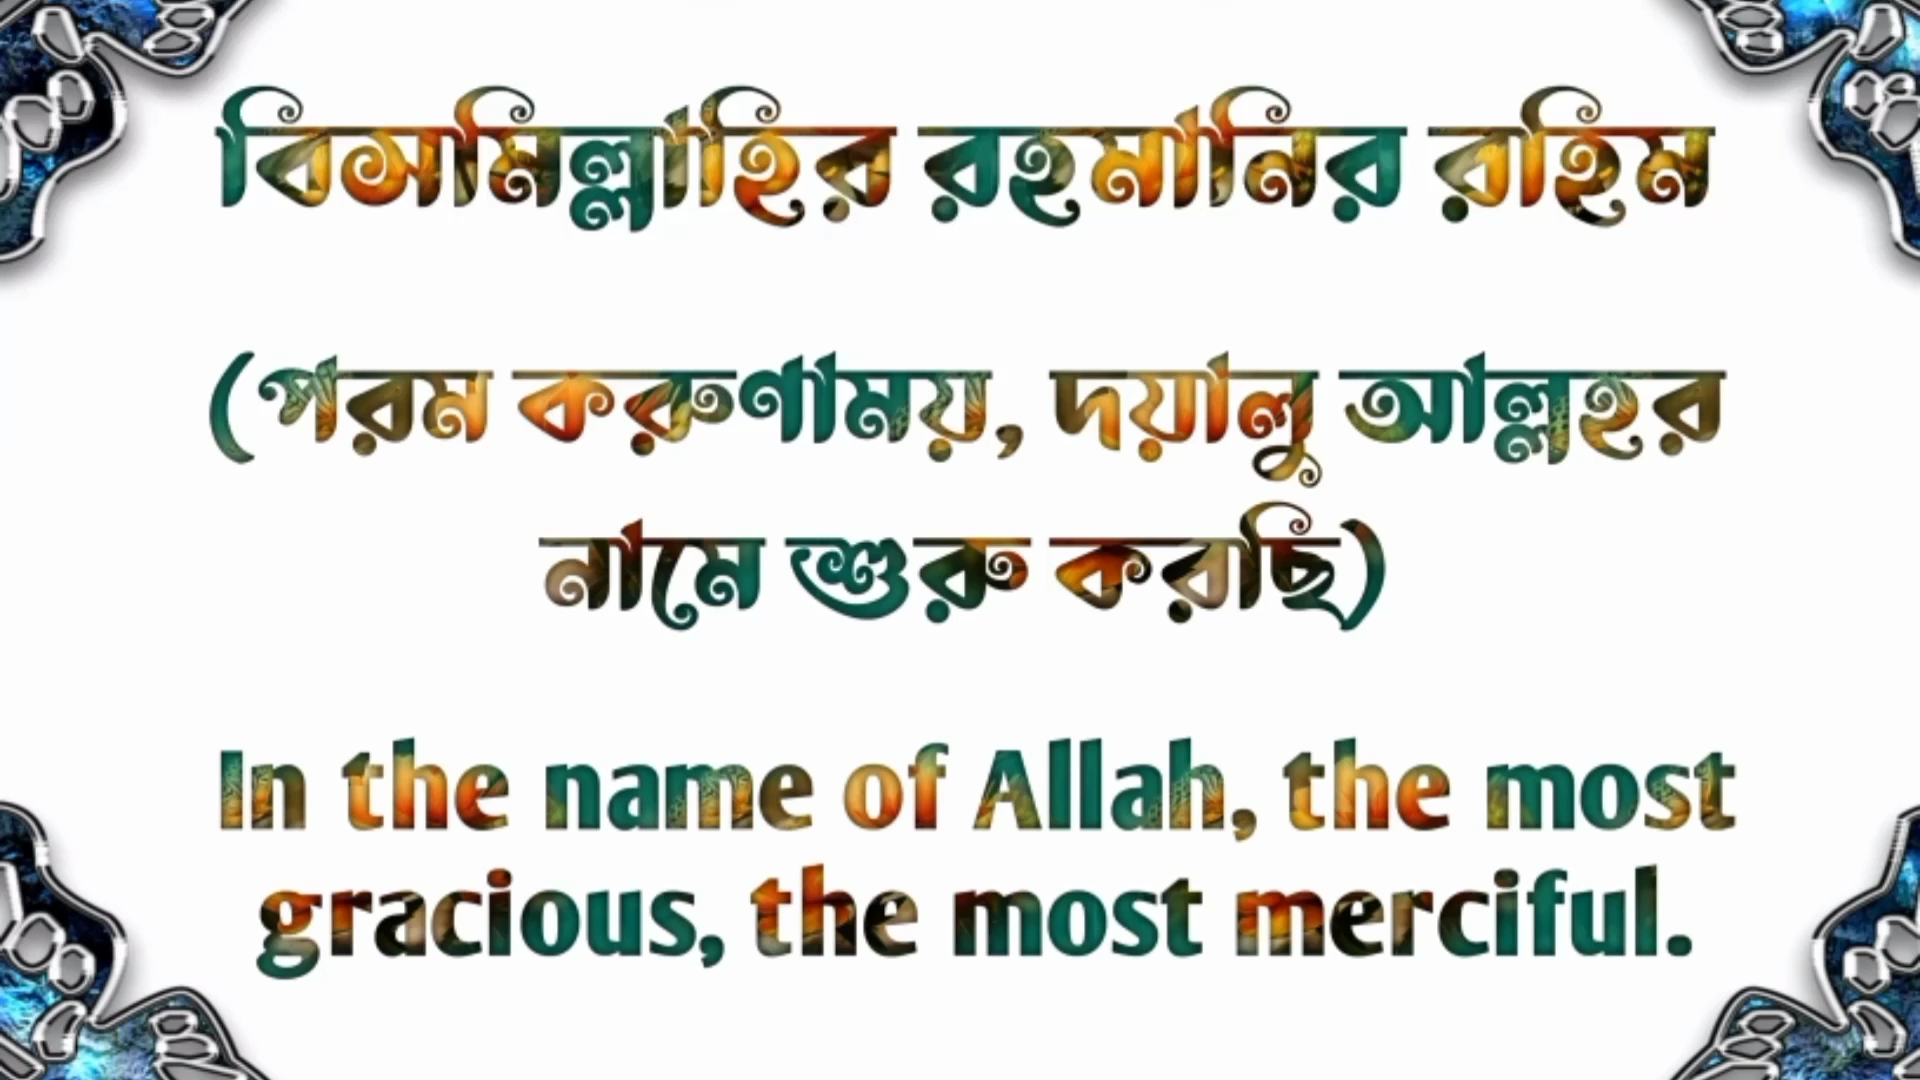 বিসমিল্লাহির রহমানির রহিম
(পরম করুণাময়, দয়ালু আল্লহর
নামে শুরু করছি)
In the name of Allah, the most
gracious, the most merciful.